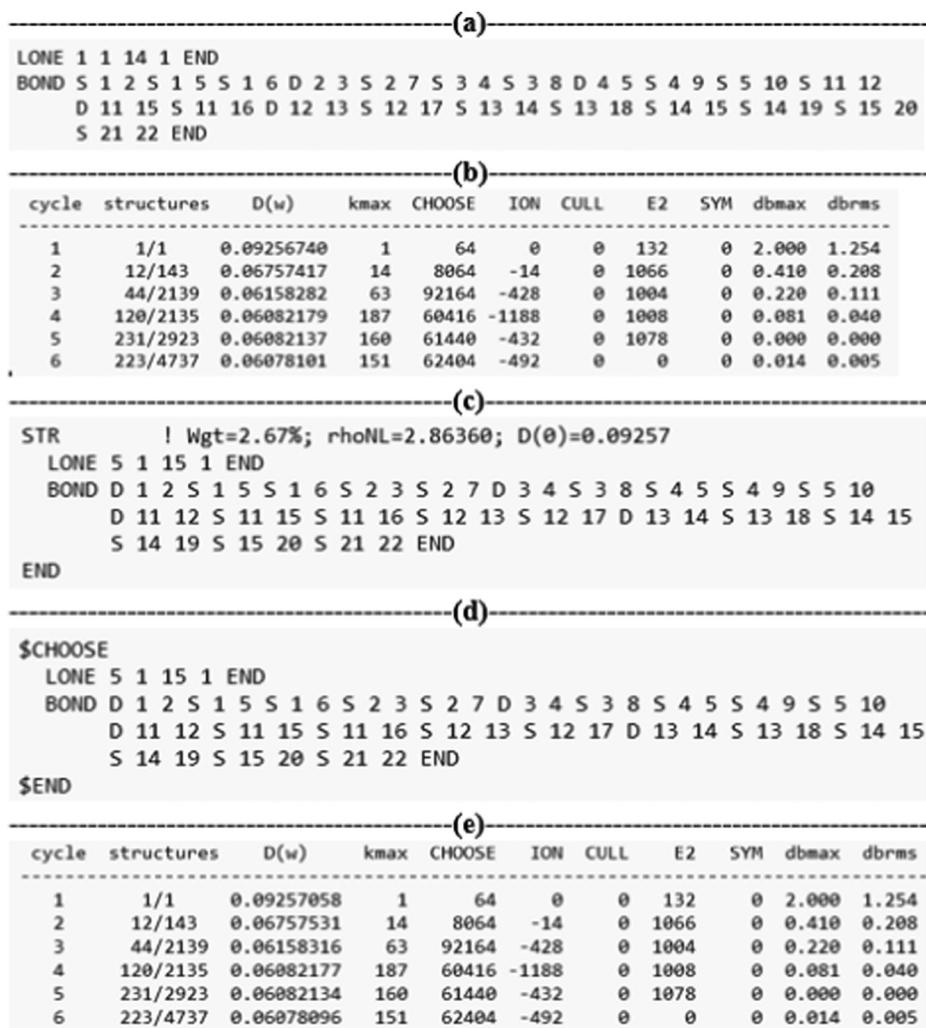 (a)
LONE 1 1 14 1 END
BOND S 1 2 S 1 5 S 1 6 D 2 3 S 2 7 S 3 4 S 3 8 D 4 5 S 4 9 S 5 10 S 11 12
D 11 15 S 11 16 D 12 13 S 12 17 S 13 14 S 13 18 S 14 15 S 14 19 S 15 20
S 21 22 END
(b)
cycle structures D(w) kmax CHOOSE ION CULL E2 SYM dbmax dbrms
1 1/1 0.09256740 1 64 0 0 132 0 2.000 1.254
2 12/143 0.06757417 14 8064 -14 0 1066 0 0.410 0.208
3 44/2139 0.06158282 63 92164 -428 0 1004 0 0.220 0.111
4 120/2135 0.06082179 187 60416 -1188 0 1008 0 0.081 0.040
5 231/2923 0.06082137 160 61440 -432 0 1078 0 0.000 0.000
6 223/4737 0.06078101 151 62404 -492 0 0 0 0.014 0.005
(c)
STR ! Wgt=2.67%; rhoNL=2.86360; D(0)=0.09257
LONE 5 1 15 1 END
BOND D 1 2 S 1 5 S 1 6 S 2 3 S 2 7 D 3 4 S 3 8 S 4 5 S 4 9 S 5 10
D 11 12 S 11 15 S 11 16 S 12 13 S 12 17 D 13 14 S 13 18 S 14 15
S 14 19 S 15 20 S 21 22 END
END
(d)
$CHOOSE
LONE 5 1 15 1 END
BOND D 1 2 S 1 5 S 1 6 S 2 3 S 2 7 D 3 4 S 3 8 S 4 5 S 4 9 S 5 10
D 11 12 S 11 15 S 11 16 S 12 13 S 12 17 D 13 14 S 13 18 S 14 15
S 14 19 S 15 20 S 21 22 END
$END
(e)
cycle structures D(w) kmax CHOOSE ION CULL E2 SYM dbmax dbrms
1 1/1 0.09257058 1 64 0 0 132 0 2.000 1.254
2 12/143 0.06757531 14 8064 -14 0 1066 0 0.410 0.208
3 44/2139 0.06158316 63 92164 -428 0 1004 0 0.220 0.111
4 120/2135 0.06082177 187 60416 -1188 0 1008 0 0.081 0.040
5 231/2923 0.06082134 160 61440 -432 0 1078 0 0.000 0.000
6 223/4737 0.06078096 151 62404 -492 0 0 0 0.014 0.005